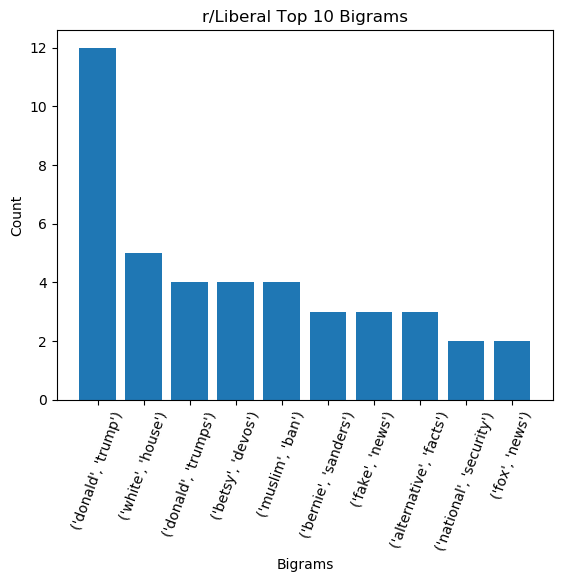 r/Liberal Top 10 Bigrams
12
10
8
6
4
2
0
Count
('donald', 'trump')
('white', 'house')
('donald', 'trumps')
('betsy', 'devos')
('muslim', 'ban')
('bernie', 'sanders')
('fake', 'news')
('alternative', 'facts')
('national', 'security')
('fox', 'news')
Bigrams